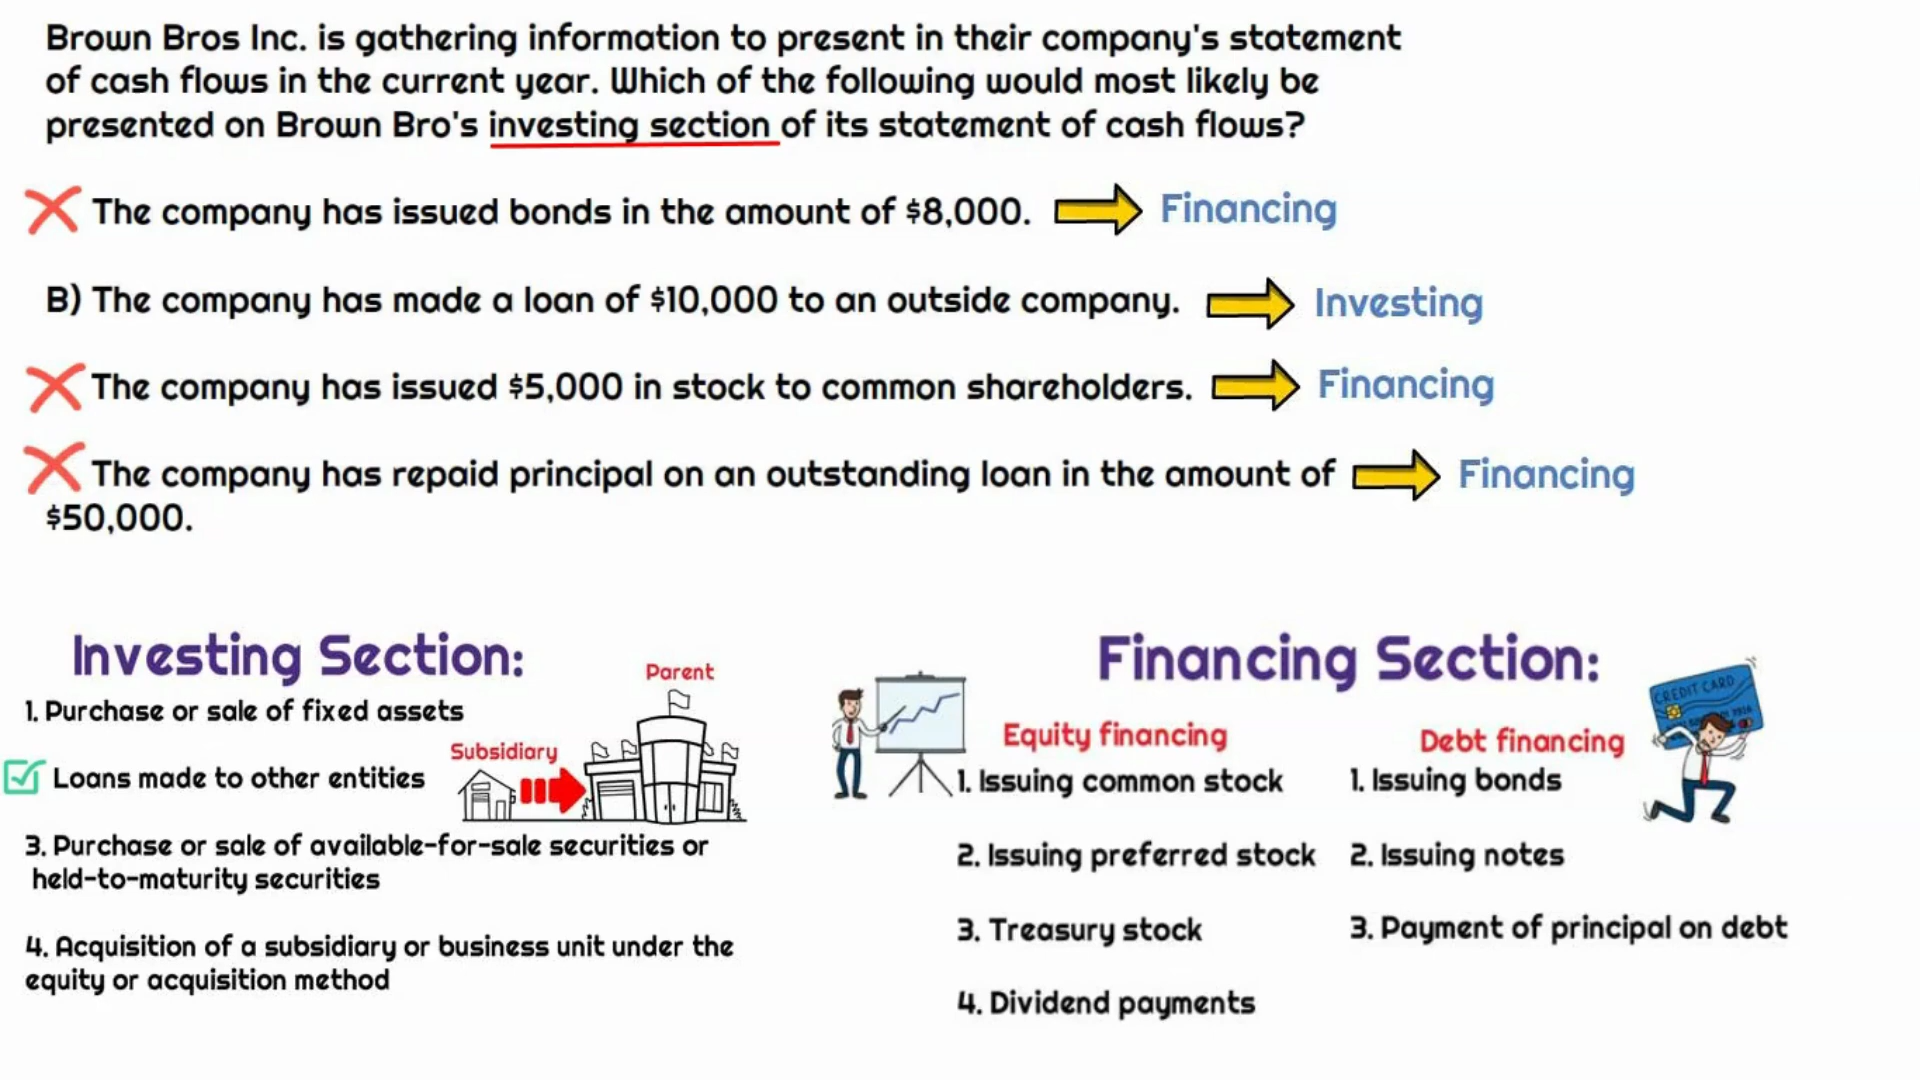 Brown Bros Inc. is gathering information to present in their company's statement
of cash flows in the current year. Which of the following would most likely be
presented on Brown Bro's investing section of its statement of cash flows?
The company has issued bonds in the amount of $8,000. Financing
B) The company has made a loan of $10,000 to an outside company. Investing
The company has issued $5,000 in stock to common shareholders. Financing
The company has repaid principal on an outstanding loan in the amount of Financing
$50,000.
Investing Section:
1. Purchase or sale of fixed assets
Parent
Subsidiary
Loans made to other entities
3. Purchase or sale of available-for-sale securities or
held-to-maturity securities
4. Acquisition of a subsidiary or business unit under the
equity or acquisition method
Financing Section:
CREDIT CARD
Equity financing
1. Issuing common stock
2. Issuing preferred stock
3. Treasury stock
4. Dividend payments
Debt financing
1. Issuing bonds
2. Issuing notes
3. Payment of principal on debt